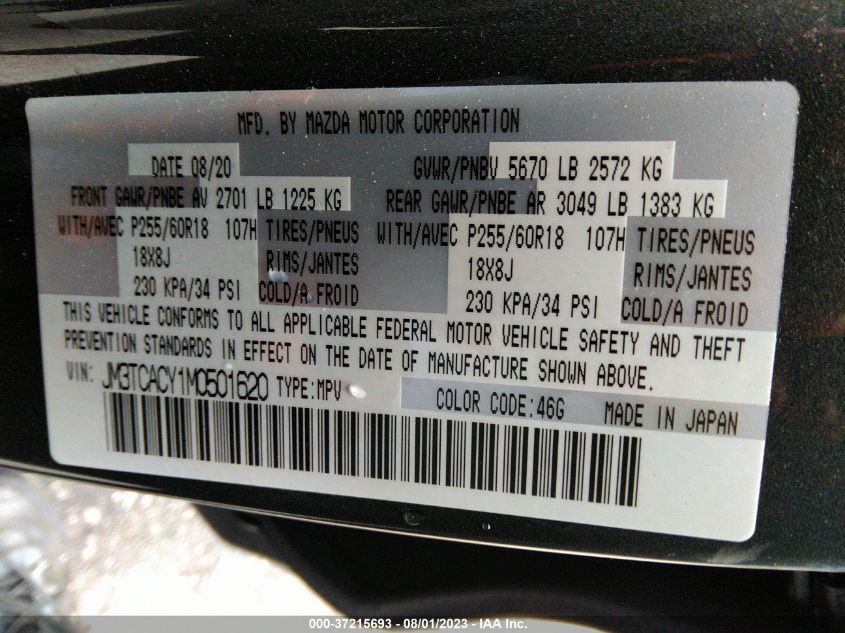 MFD. BY MAZDA MOTOR CORPORATION
DATE 08/20 GVWR/PNBV 5670 LB 2572 KG
FRONT GAWR/PNBE AV 2701 LB 1225 KG REAR GAWR/PNBE AR 3049 LB 1383 KG
WITH/AVEC P255/60R18 107H TIRES/PNEUS WITH/AVEC P255/60R18 107H TIRES/PNEUS
18X8J RIMS/JANTES 18X8J RIMS/JANTES
230 KPA/34 PSI COLD/A FROID 230 KPA/34 PSI COLD/A FROID
THIS VEHICLE CONFORMS TO ALL APPLICABLE FEDERAL MOTOR VEHICLE SAFETY AND THEFT
PREVENTION STANDARDS IN EFFECT ON THE DATE OF MANUFACTURE SHOWN ABOVE.
VIN: JM3TCACY1M0501620 TYPE:MPV COLOR CODE:46G MADE IN JAPAN
000-37215693 - 08/01/2023 - IAA Inc.